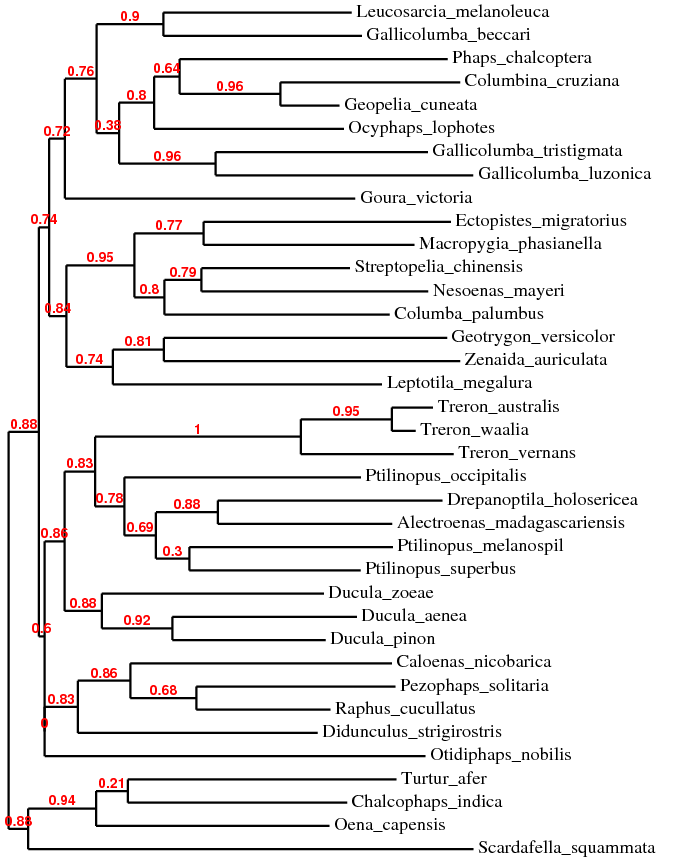 0.9 Leucosarcia_melanoleuca
Gallicolumba_beccari
0.76 0.64 Phaps_chalcoptera
0.96 Columbina_cruziana
0.8 Geopelia_cuneata
0.72 0.38 Ocyphaps_lophotes
0.96 Gallicolumba_tristigmata
Gallicolumba_luzonica
Goura_victoria
0.74 0.77 Ectopistes_migratorius
Macropygia_phasianella
0.95 0.79 Streptopelia_chinensis
0.8 Nesoenas_mayeri
0.84 Columba_palumbus
0.81 Geotrygon_versicolor
0.74 Zenaida_auriculata
Leptotila_megalura
0.88 1 0.95 Treron_australis
Treron_waalia
Treron_vernans
0.83 Ptilinopus_occipitalis
0.78 0.88 Drepanoptila_holosericea
0.69 Alectroenas_madagascariensis
0.86 0.3 Ptilinopus_melanospil
Ptilinopus_superbus
0.88 Ducula_zoeae
0.92 Ducula_aenea
0.6 Ducula_pinon
0.86 Caloenas_nicobarica
0.68 Pezophaps_solitaria
0.83 Raphus_cucullatus
0 Didunculus_strigirostris
Otidiphaps_nobilis
0.21 Turtur_afer
0.94 Chalcophaps_indica
0.88 Oena_capensis
Scardafella_squammata